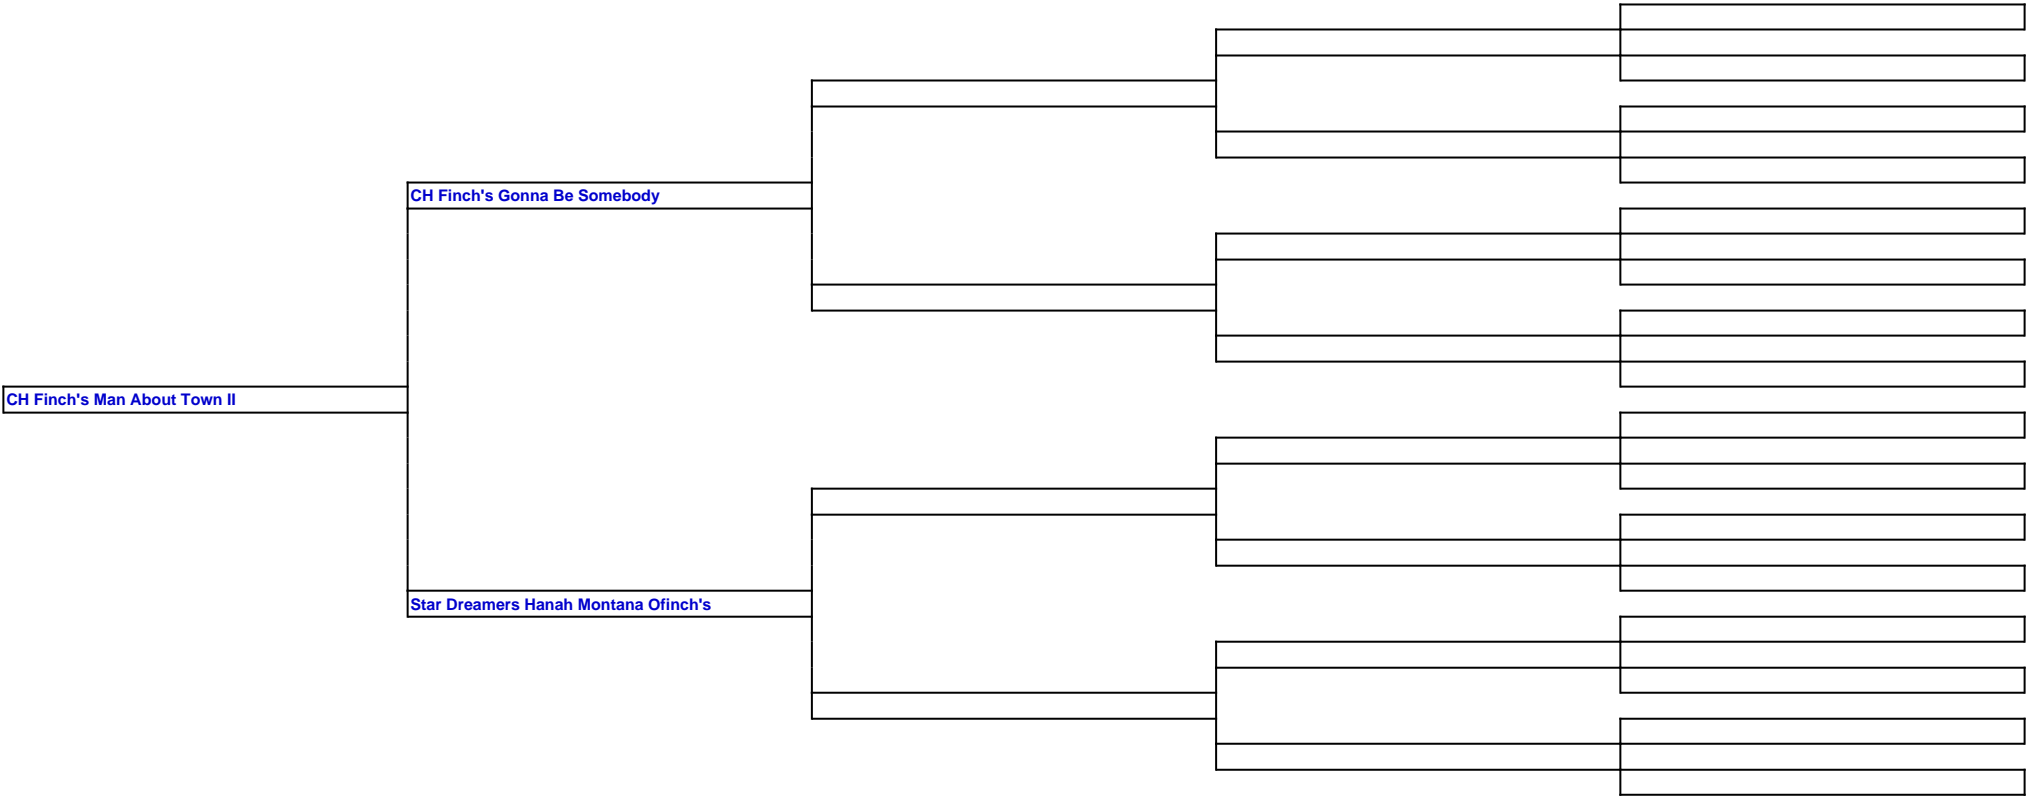 CH Finch's Gonna Be Somebody
CH Finch's Man About Town II
Star Dreamers Hanah Montana Ofinch's